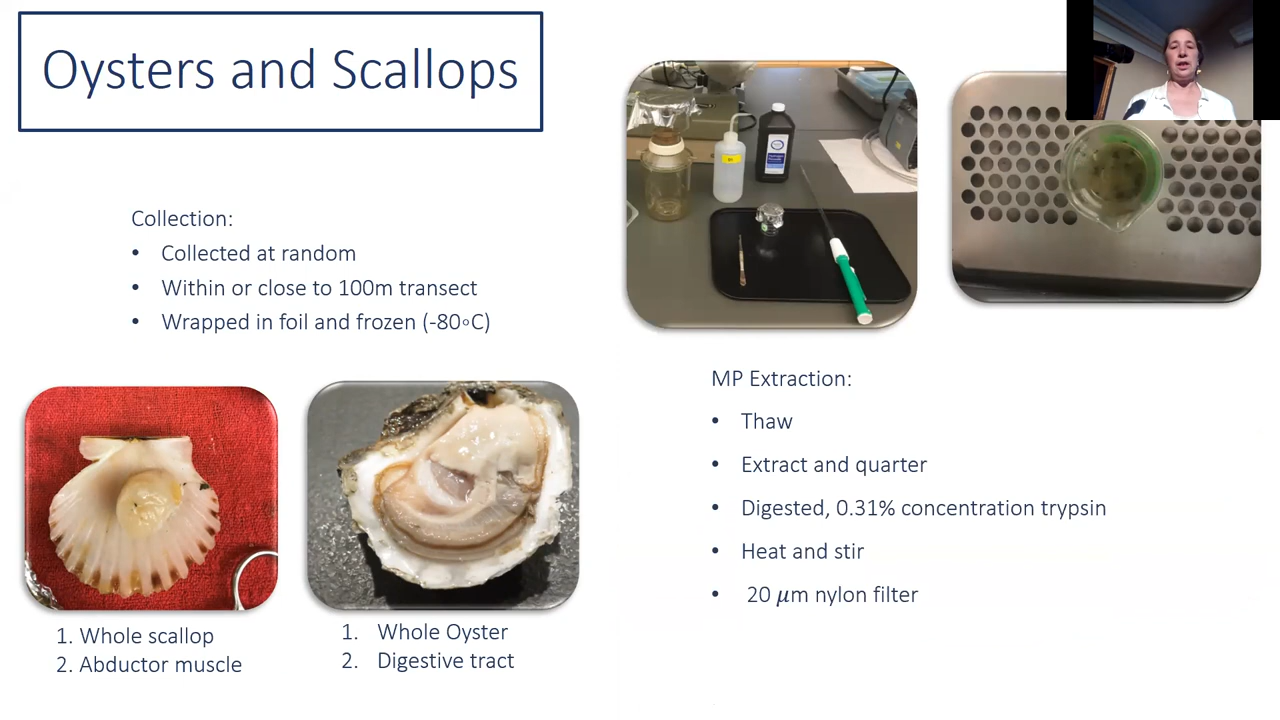 Oysters and Scallops
Collection:
• Collected at random
• Within or close to 100m transect
• Wrapped in foil and frozen (-80◦C)
1. Whole scallop
2. Abductor muscle
1. Whole Oyster
2. Digestive tract
MP Extraction:
• Thaw
• Extract and quarter
• Digested, 0.31% concentration trypsin
• Heat and stir
• 20 𝝁m nylon filter